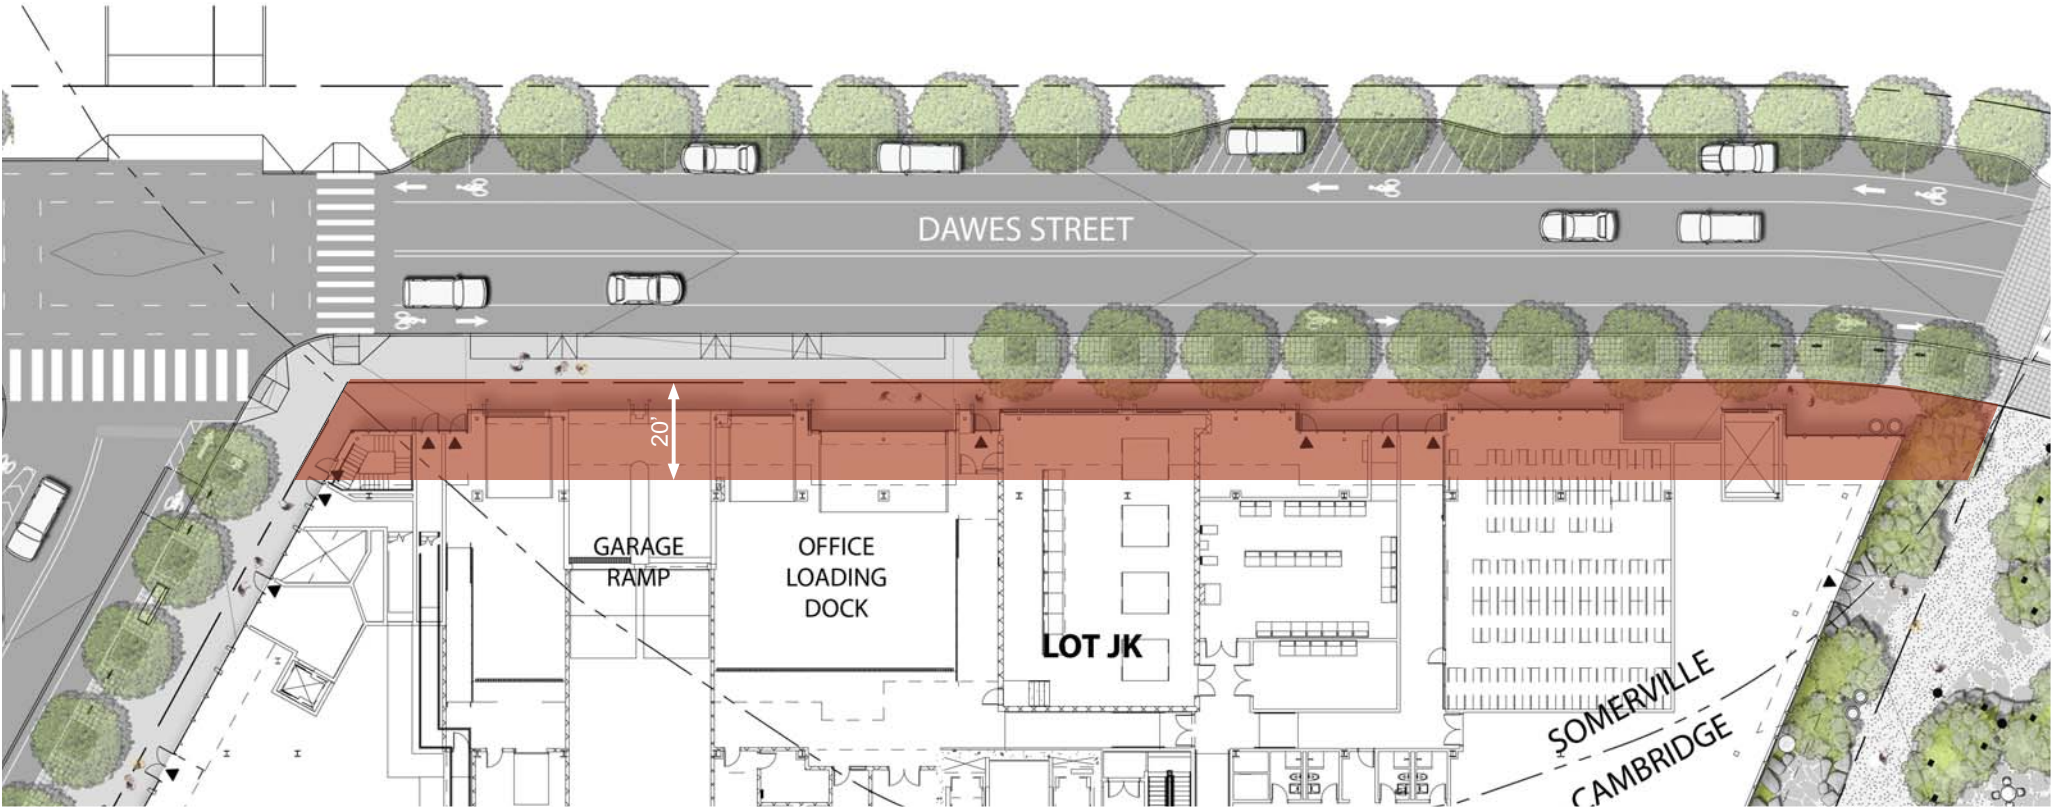 DAWES STREET
20'
GARAGE
RAMP
OFFICE
LOADING
DOCK
LOT JK
SOMERVILLE
CAMBRIDGE